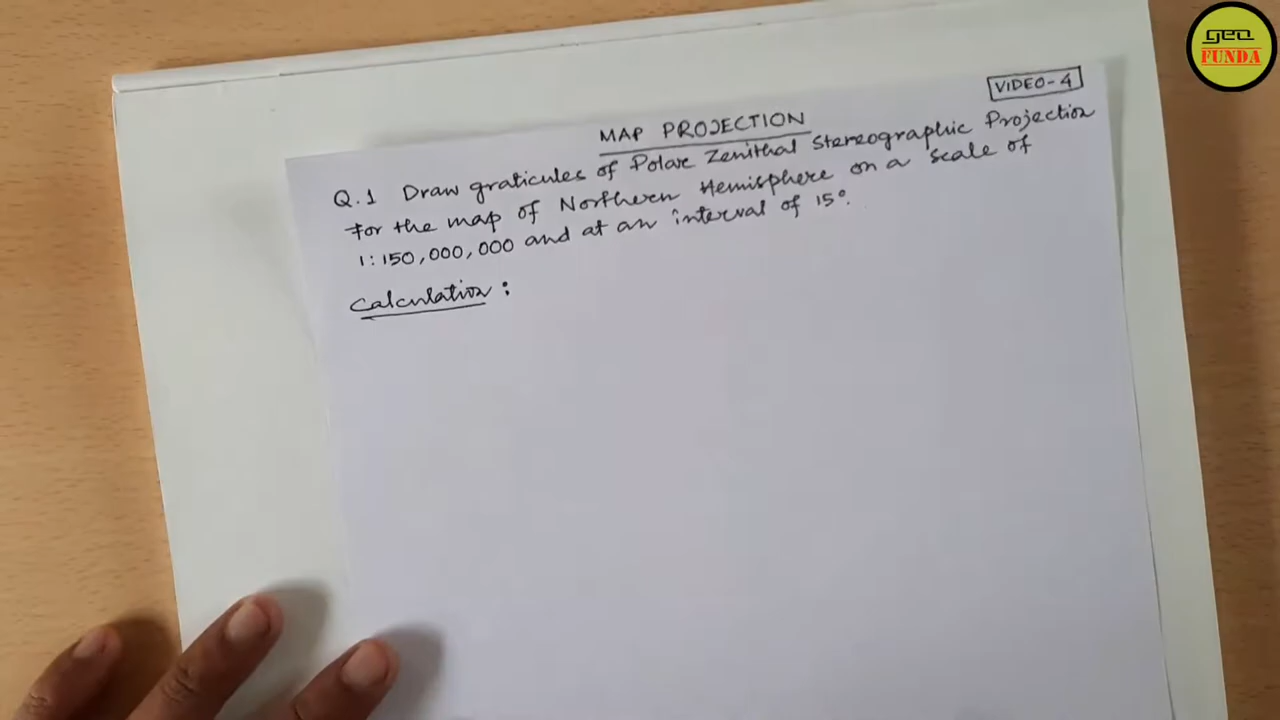 geo
FUNDA
VIDEO-4
MAP PROJECTION
Q.1 Draw graticules of Polar Zenithal Stereographic Projection
for the map of Northern Hemisphere on a scale of
1:150,000,000 and at an interval of 15°.
Calculation: